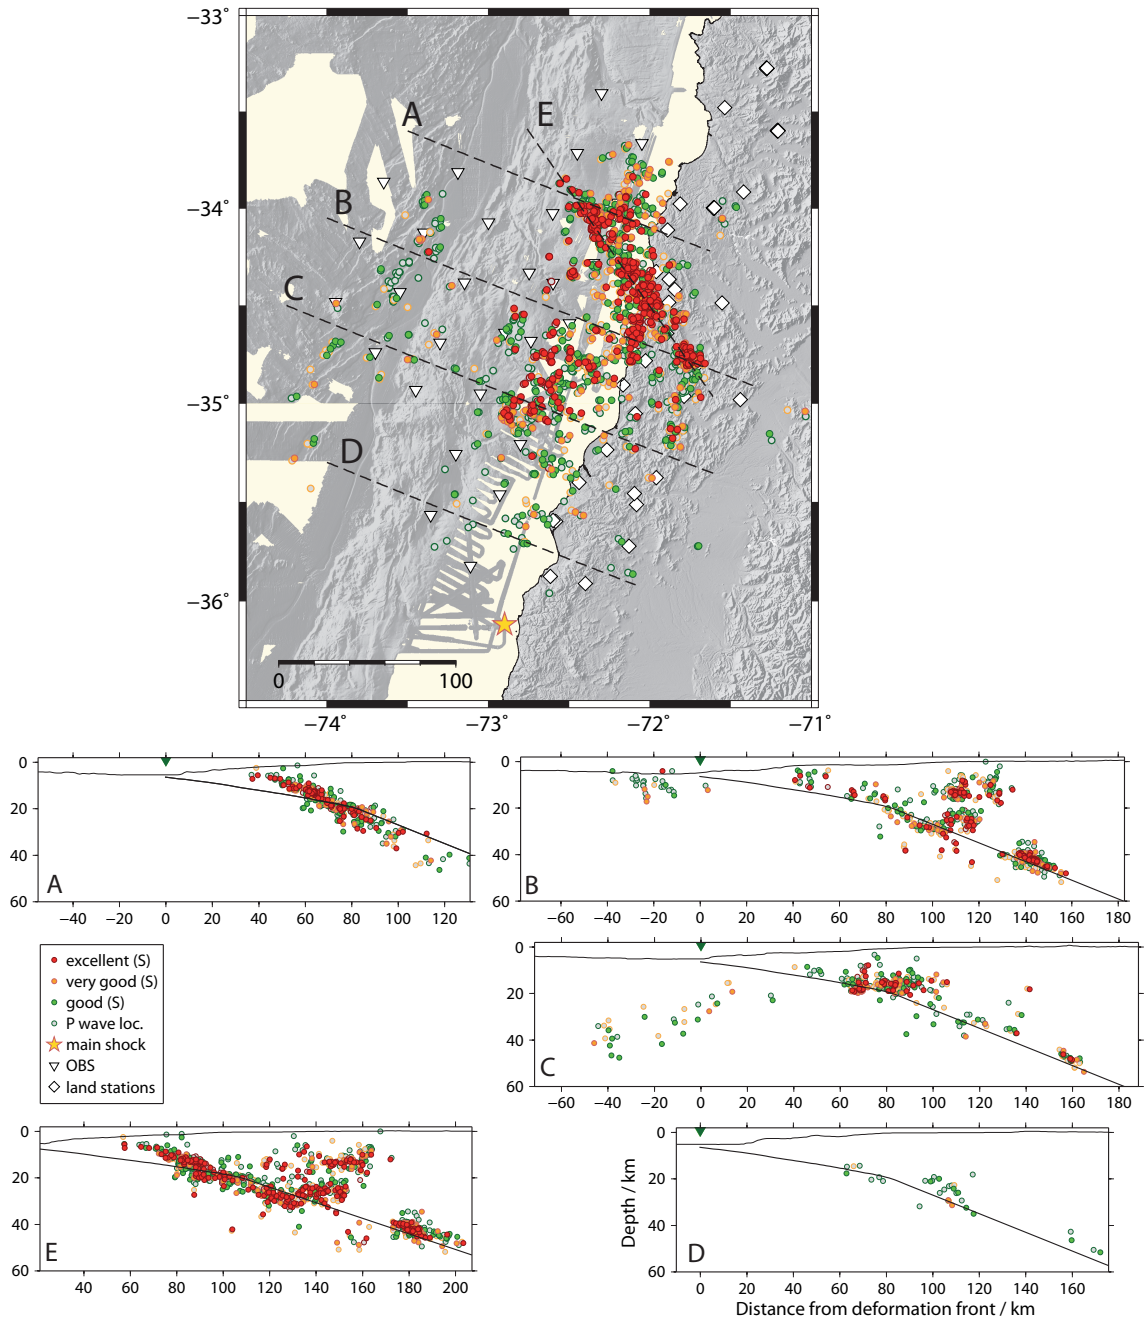 −33°
A
E
−34°
B
C
−35°
D
−36°
0 100
−74° −73° −72° −71°
0
20
40
60
A
−40 −20 0 20 40 60 80 100 120
0
20
40
60
B
−60 −40 −20 0 20 40 60 80 100 120 140 160 180
excellent (S)
very good (S)
good (S)
P wave loc.
main shock
OBS
land stations
0
20
40
60
C
−60 −40 −20 0 20 40 60 80 100 120 140 160 180
0
20
40
60
E
40 60 80 100 120 140 160 180 200
0
20
40
60
Depth / km
D
0 20 40 60 80 100 120 140 160
Distance from deformation front / km